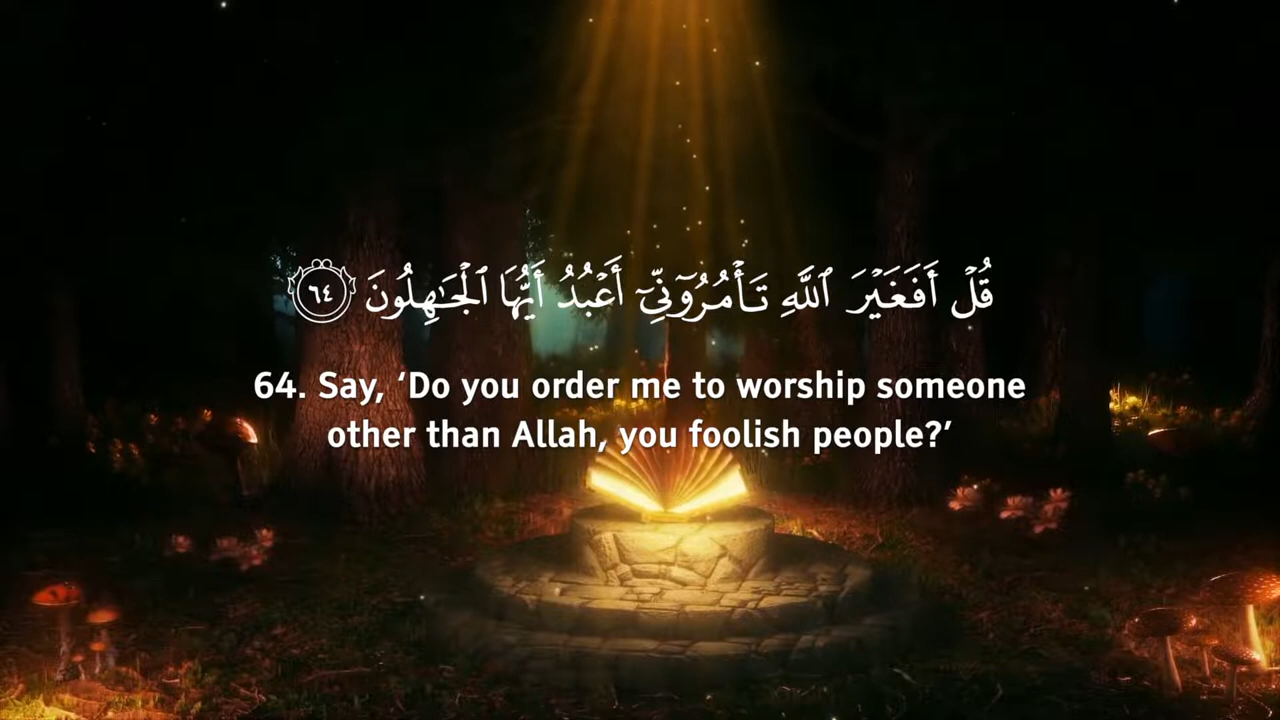 قُلْ أَفَغَيْرَ ٱللَّهِ تَأْمُرُوٓنِّىٓ أَعْبُدُ أَيُّهَا ٱلْجَـٰهِلُونَ ٦٤
64. Say, ‘Do you order me to worship someone
other than Allah, you foolish people?’